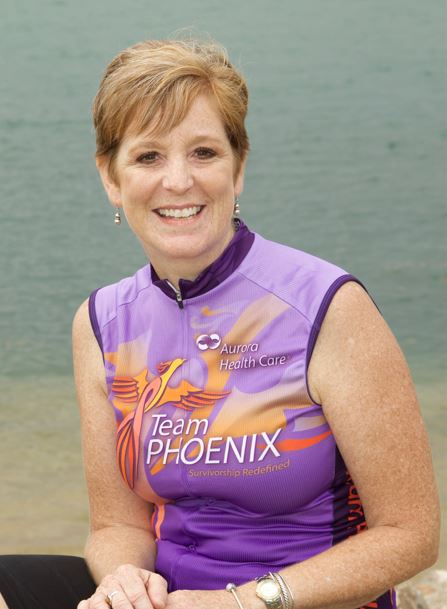 Aurora
Health Care
Team
PHOENIX
Survivorship Redefined